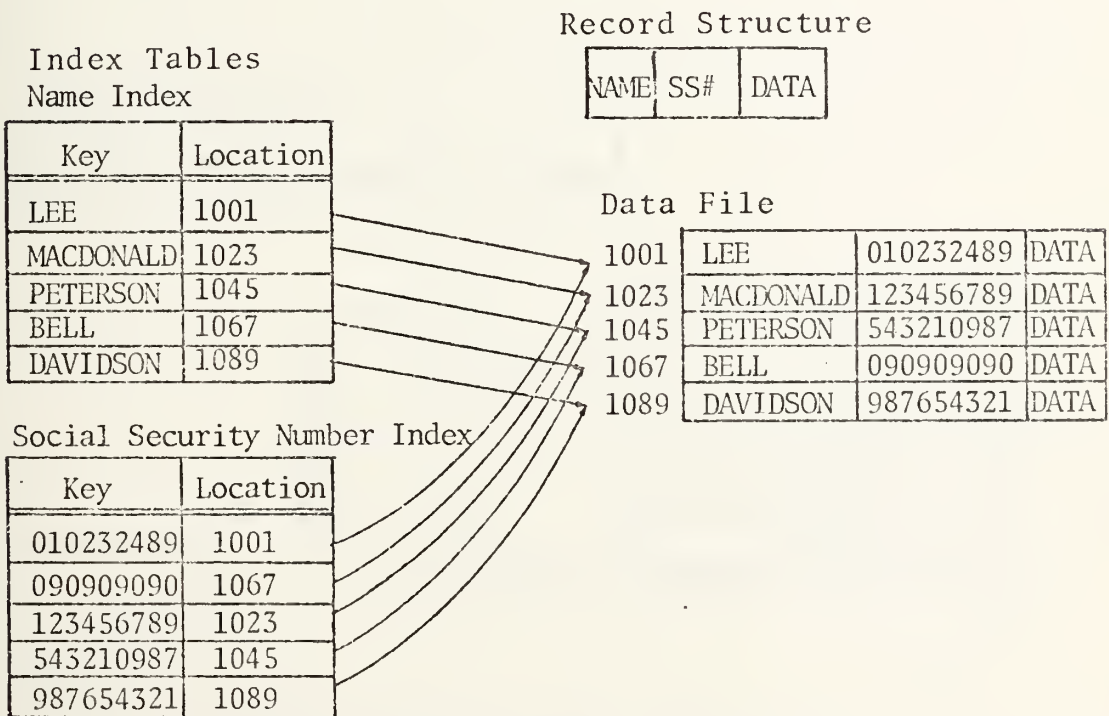 Record Structure
NAME SS# DATA
Index Tables
Name Index
Key Location
LEE 1001
MACDONALD 1023
PETERSON 1045
BELL 1067
DAVIDSON 1089
Data File
1001 LEE 010232489 DATA
1023 MACDONALD 123456789 DATA
1045 PETERSON 543210987 DATA
1067 BELL 090909090 DATA
1089 DAVIDSON 987654321 DATA
Social Security Number Index
Key Location
010232489 1001
090909090 1067
123456789 1023
543210987 1045
987654321 1089